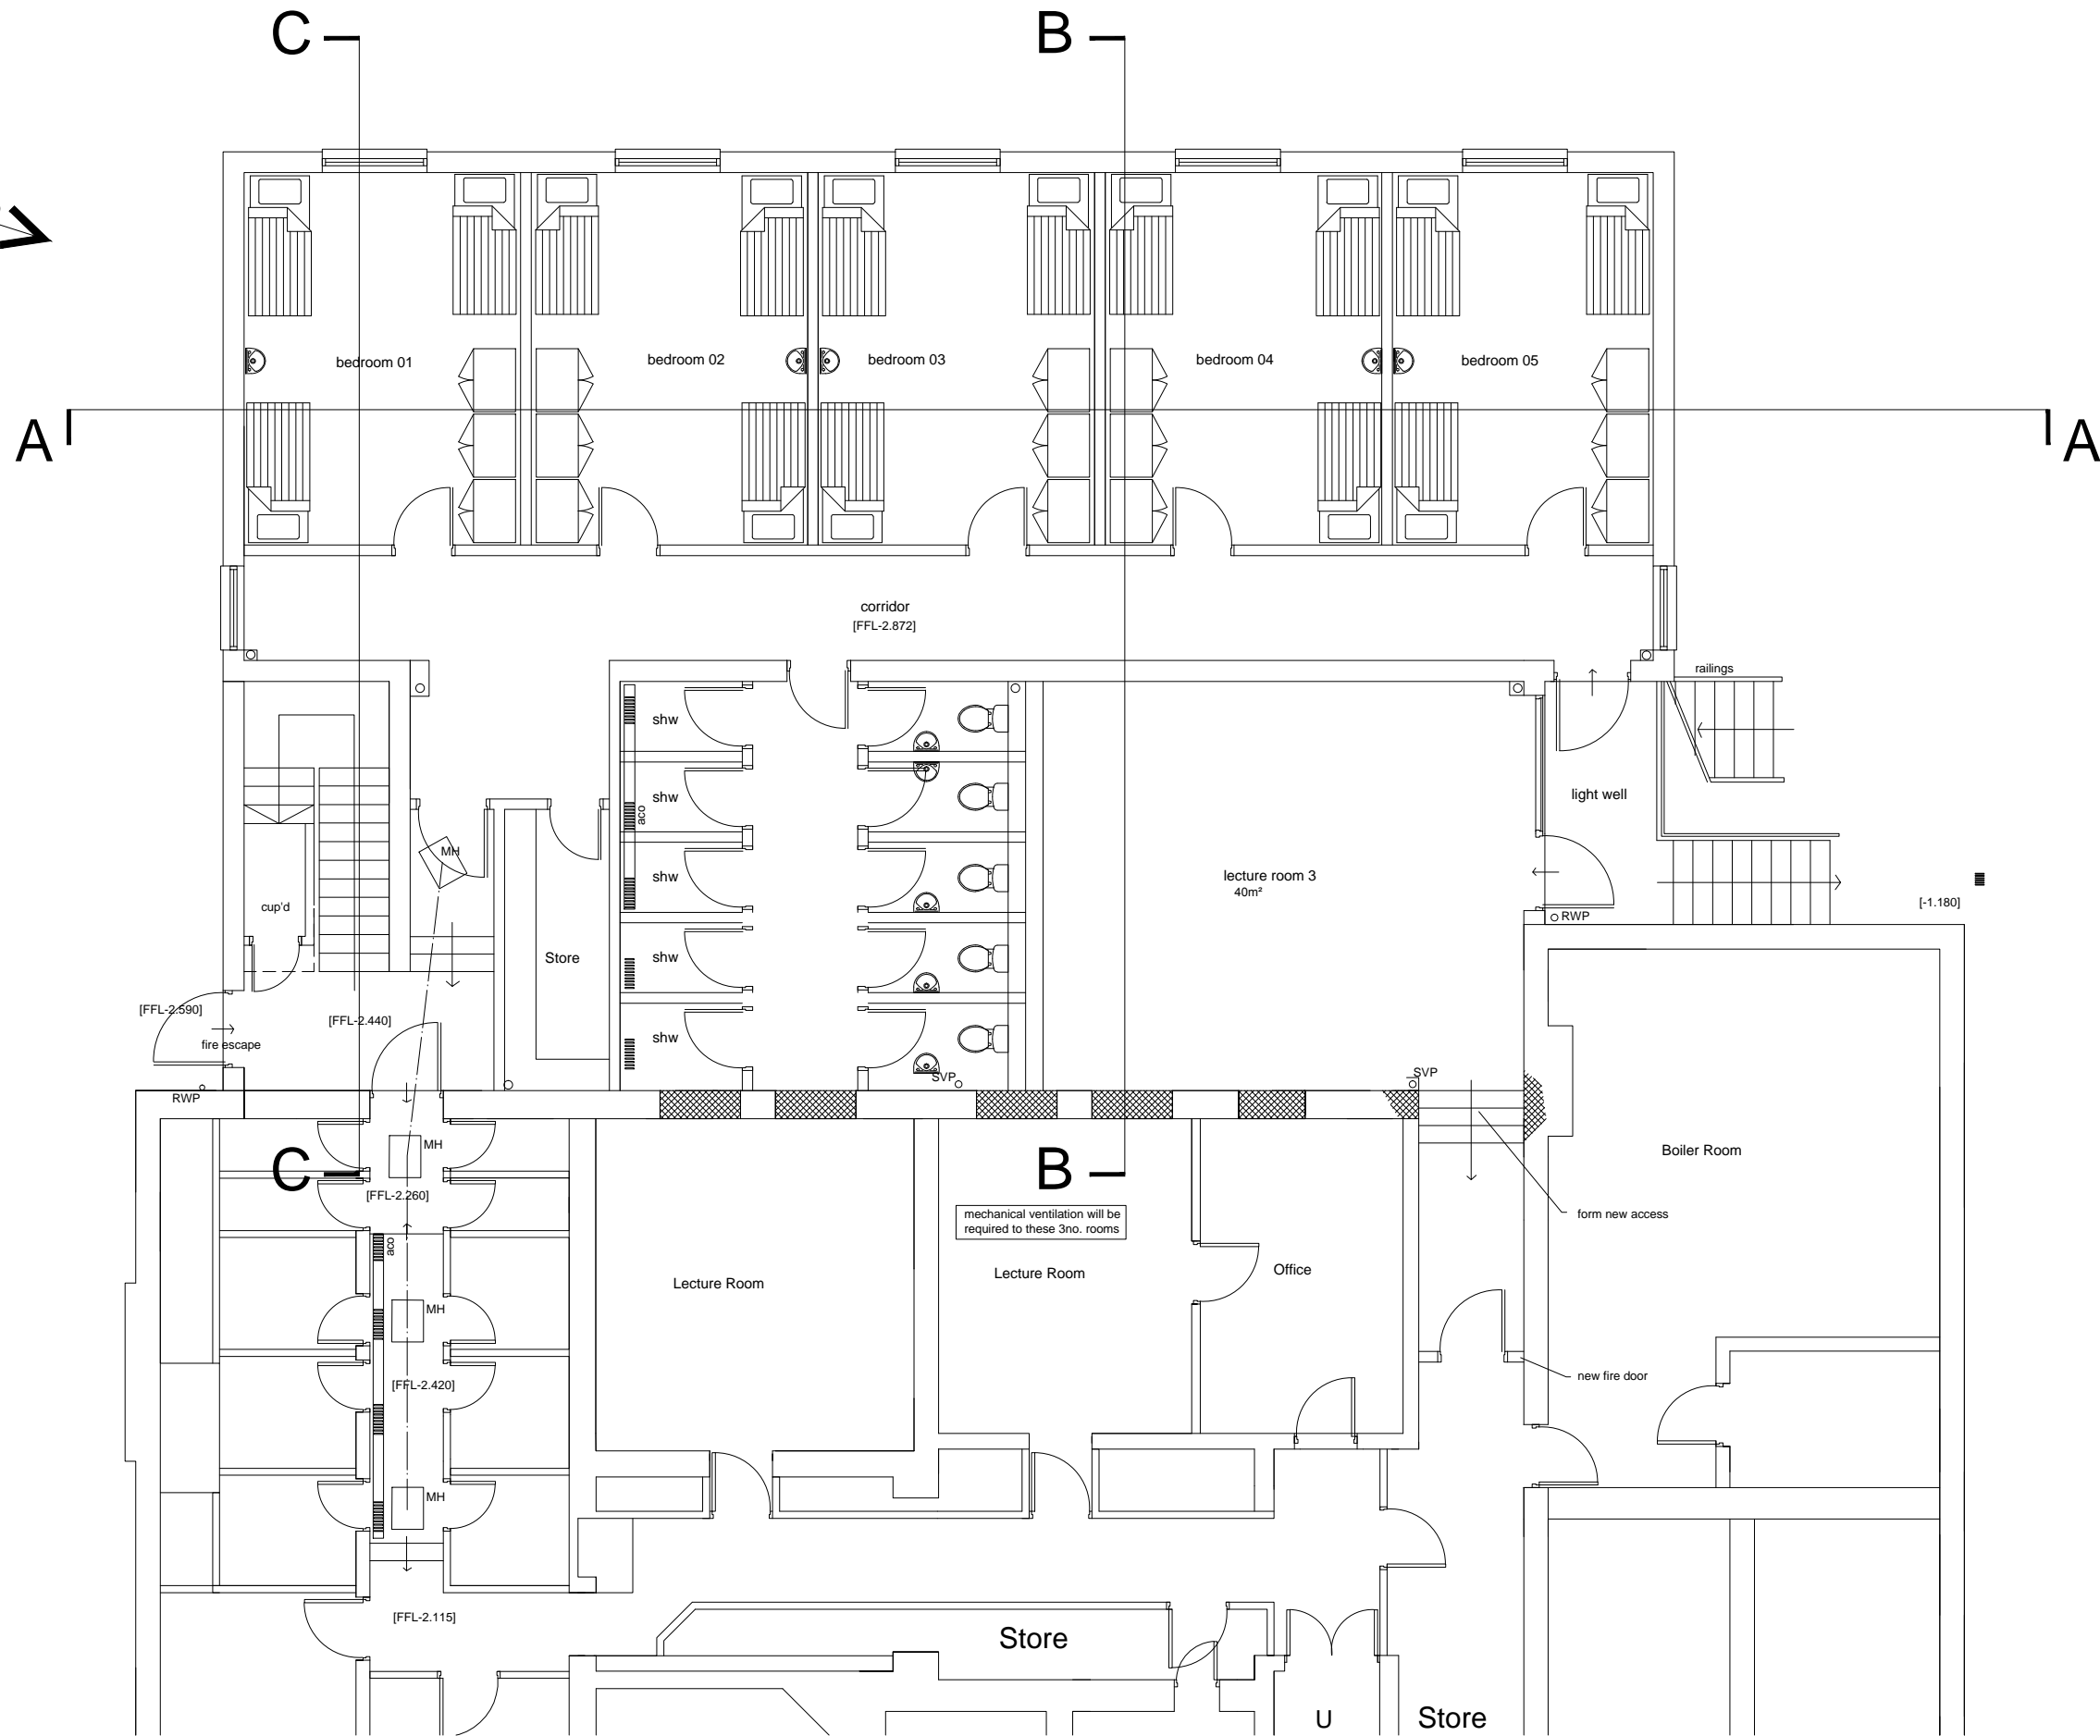 C
B
bedroom 01
bedroom 02
bedroom 03
bedroom 04
bedroom 05
A
A
corridor
[FFL-2.872]
railings
shw
shw
aco
MH
light well
shw
lecture room 3
40m²
cup'd
[-1.180]
RWP
Store
shw
[FFL-2.590]
[FFL-2.440]
shw
fire escape
SVP
SVP
RWP
MH
Boiler Room
C
B
[FFL-2.260]
mechanical ventilation will be
required to these 3no. rooms
form new access
aco
Lecture Room
Lecture Room
Office
MH
[FFL-2.420]
new fire door
MH
[FFL-2.115]
Store
U
Store